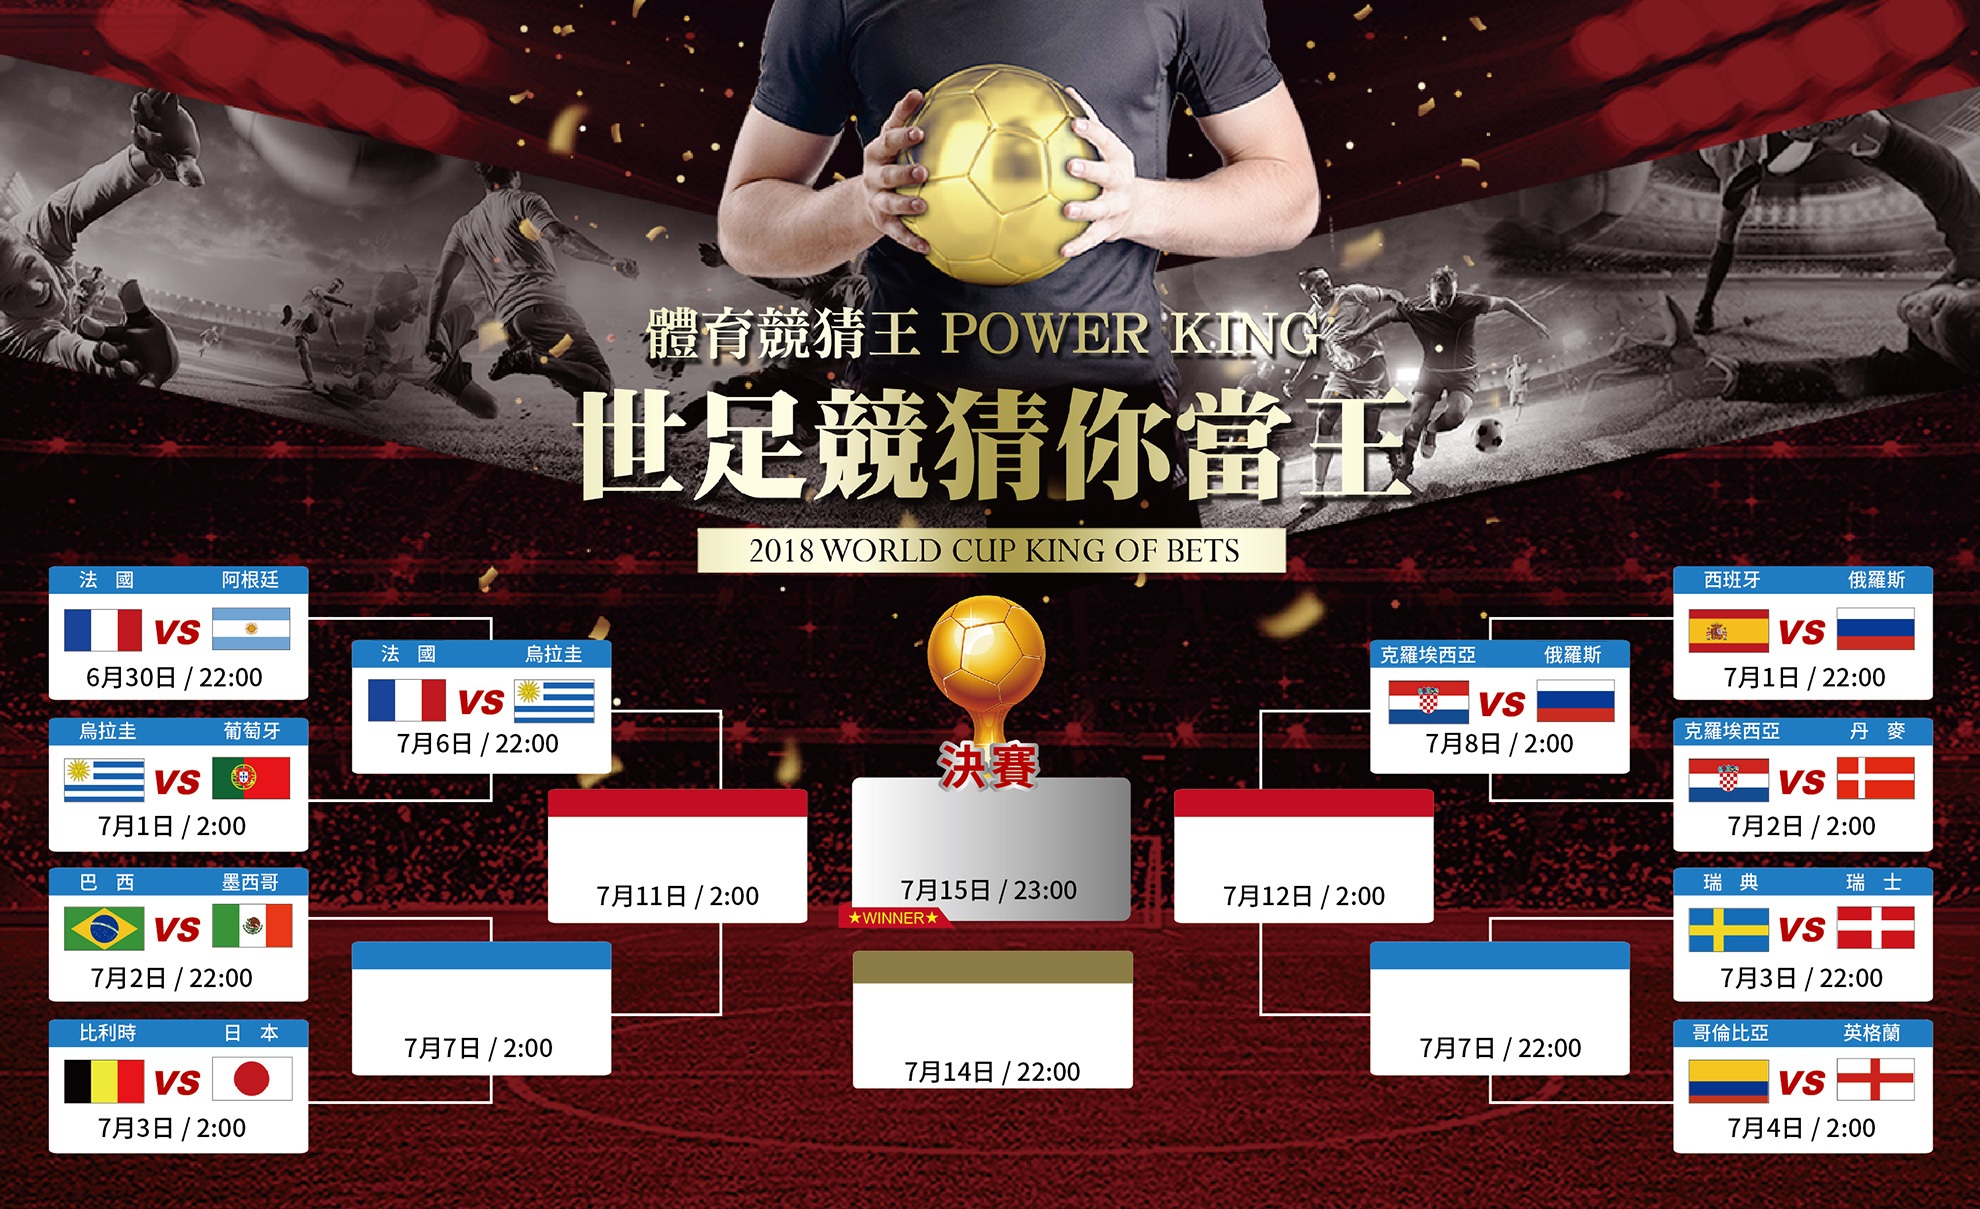 體育競猜王 POWER KING
世足競猜你當王
2018 WORLD CUP KING OF BETS
法國 阿根廷
VS
6月30日 / 22:00
烏拉圭 葡萄牙
VS
7月1日 / 2:00
巴西 墨西哥
VS
7月2日 / 22:00
比利時 日本
VS
7月3日 / 2:00
法國 烏拉圭
VS
7月6日 / 22:00
7月7日 / 2:00
7月11日 / 2:00
決賽
7月15日 / 23:00
★WINNER★
7月14日 / 22:00
7月12日 / 2:00
克羅埃西亞 俄羅斯
VS
7月8日 / 2:00
7月7日 / 22:00
西班牙 俄羅斯
VS
7月1日 / 22:00
克羅埃西亞 丹麥
VS
7月2日 / 2:00
瑞典 瑞士
VS
7月3日 / 22:00
哥倫比亞 英格蘭
VS
7月4日 / 2:00